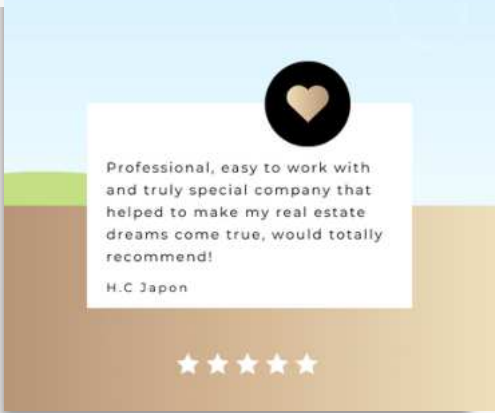 Professional, easy to work with
and truly special company that
helped to make my real estate
dreams come true, would totally
recommend!
H.C Japon